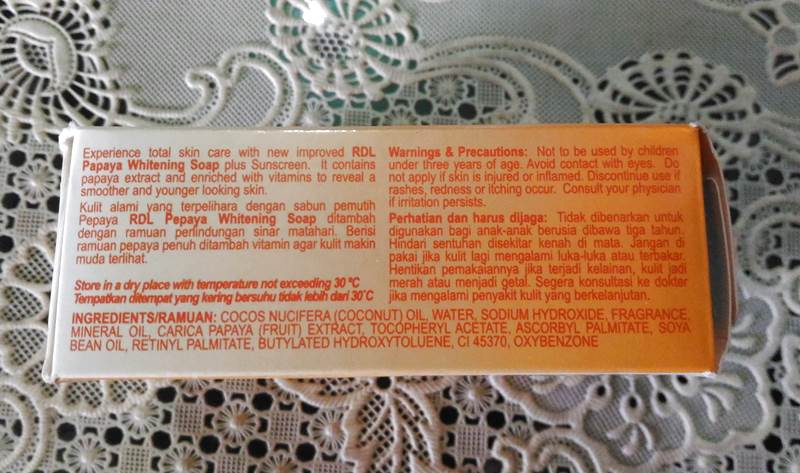 Experience total skin care with new improved RDL
Papaya Whitening Soap plus Sunscreen. It contains
papaya extract and enriched with vitamins to reveal a
smoother and younger looking skin.
Kulit alami yang terpelihara dengan sabun pemutih
Pepaya RDL Pepaya Whitening Soap ditambah
dengan ramuan perlindungan sinar matahari. Berisi
ramuan pepaya penuh ditambah vitamin agar kulit makin
muda terlihat.
Store in a dry place with temperature not exceeding 30 °C
Tempatkan ditempat yang kering bersuhu tidak lebih dari 30°C
Warnings & Precautions: Not to be used by children
under three years of age. Avoid contact with eyes. Do
not apply if skin is injured or inflamed. Discontinue use if
rashes, redness or itching occur. Consult your physician
if irritation persists.
Perhatian dan harus dijaga: Tidak dibenarkan untuk
digunakan bagi anak-anak berusia dibawa tiga tahun.
Hindari sentuhan disekitar kenah di mata. Jangan di
pakai jika kulit lagi mengalami luka-luka atau terbakar.
Hentikan pemakaiannya jika terjadi kelainan, kulit jadi
merah atau menjadi getal. Segera konsultasi ke dokter
jika mengalami penyakit kulit yang berkelanjutan.
INGREDIENTS/RAMUAN: COCOS NUCIFERA (COCONUT) OIL, WATER, SODIUM HYDROXIDE, FRAGRANCE,
MINERAL OIL, CARICA PAPAYA (FRUIT) EXTRACT, TOCOPHERYL ACETATE, ASCORBYL PALMITATE, SOYA
BEAN OIL, RETINYL PALMITATE, BUTYLATED HYDROXYTOLUENE, CI 45370, OXYBENZONE